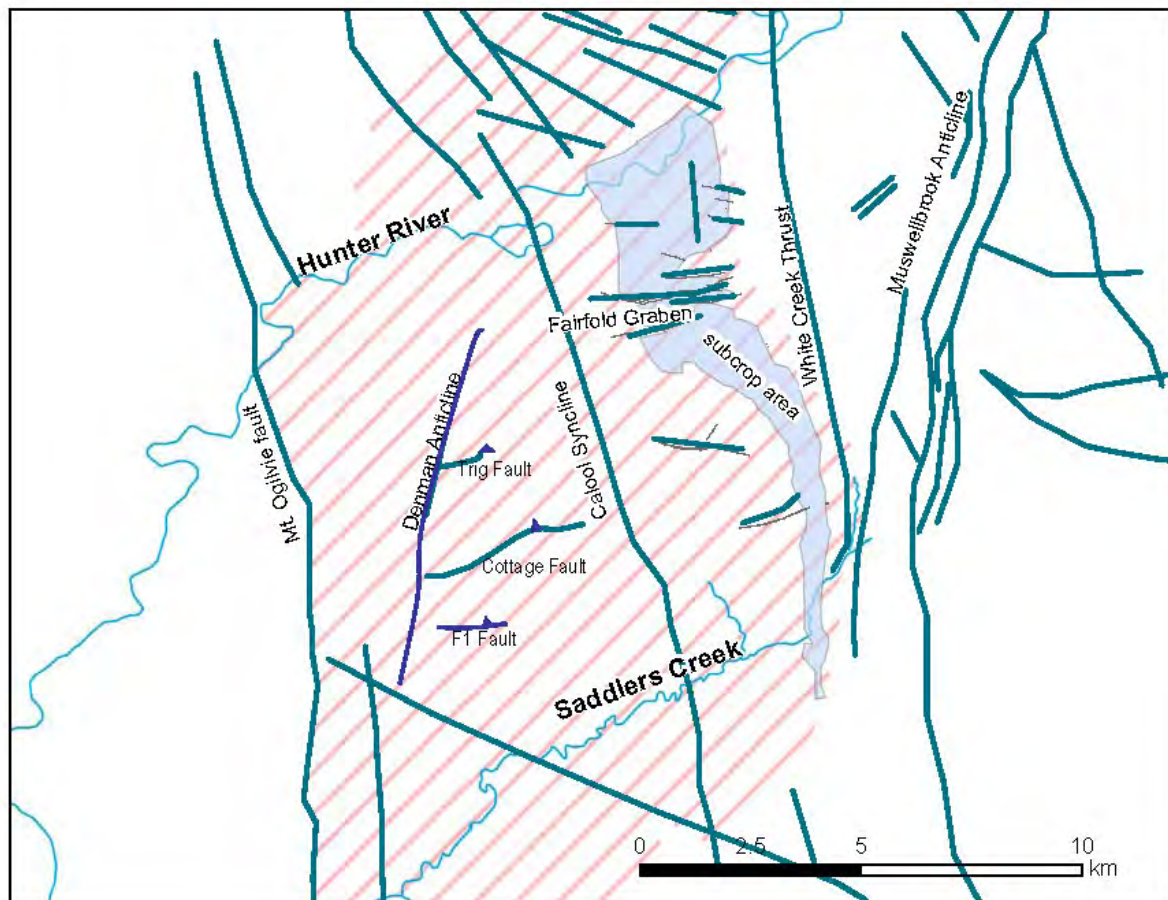 Muswellbrook Anticline
Hunter River
White Creek Thrust
Fairfold Graben
subcrop area
Mt. Ogilvie fault
Denman Anticline
Calool Syncline
Trig Fault
Cottage Fault
F1 Fault
Saddlers Creek
0 2.5 5 10
km